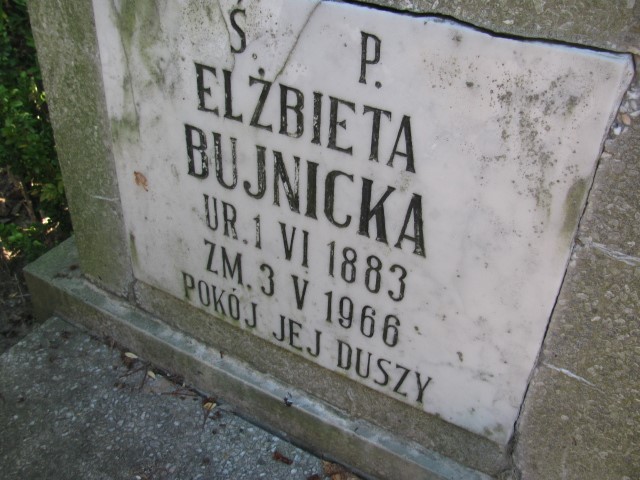 Ś. P.
ELŻBIETA
BUJNICKA
UR. 1 VI 1883
ZM. 3 V 1966
POKÓJ JEJ DUSZY